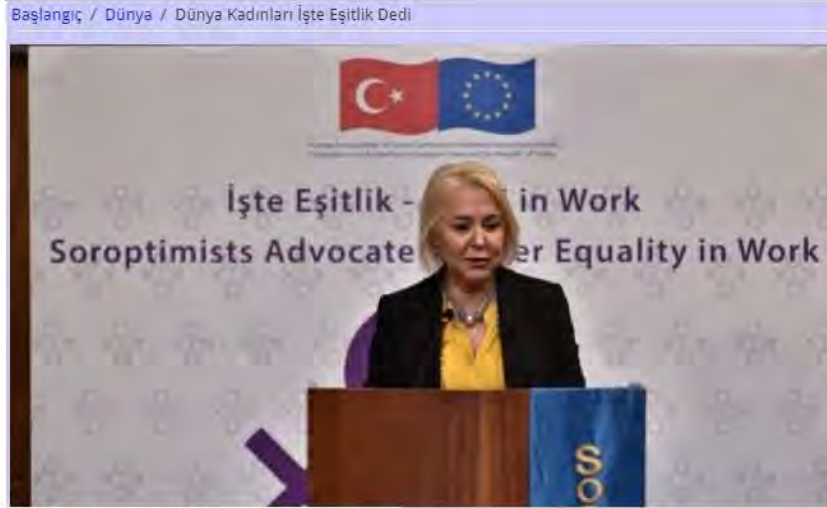 Başlangıç / Dünya / Dünya Kadınları İşte Eşitlik Dedi
İşte Eşitlik - in Work
Soroptimists Advocate er Equality in Work
SO